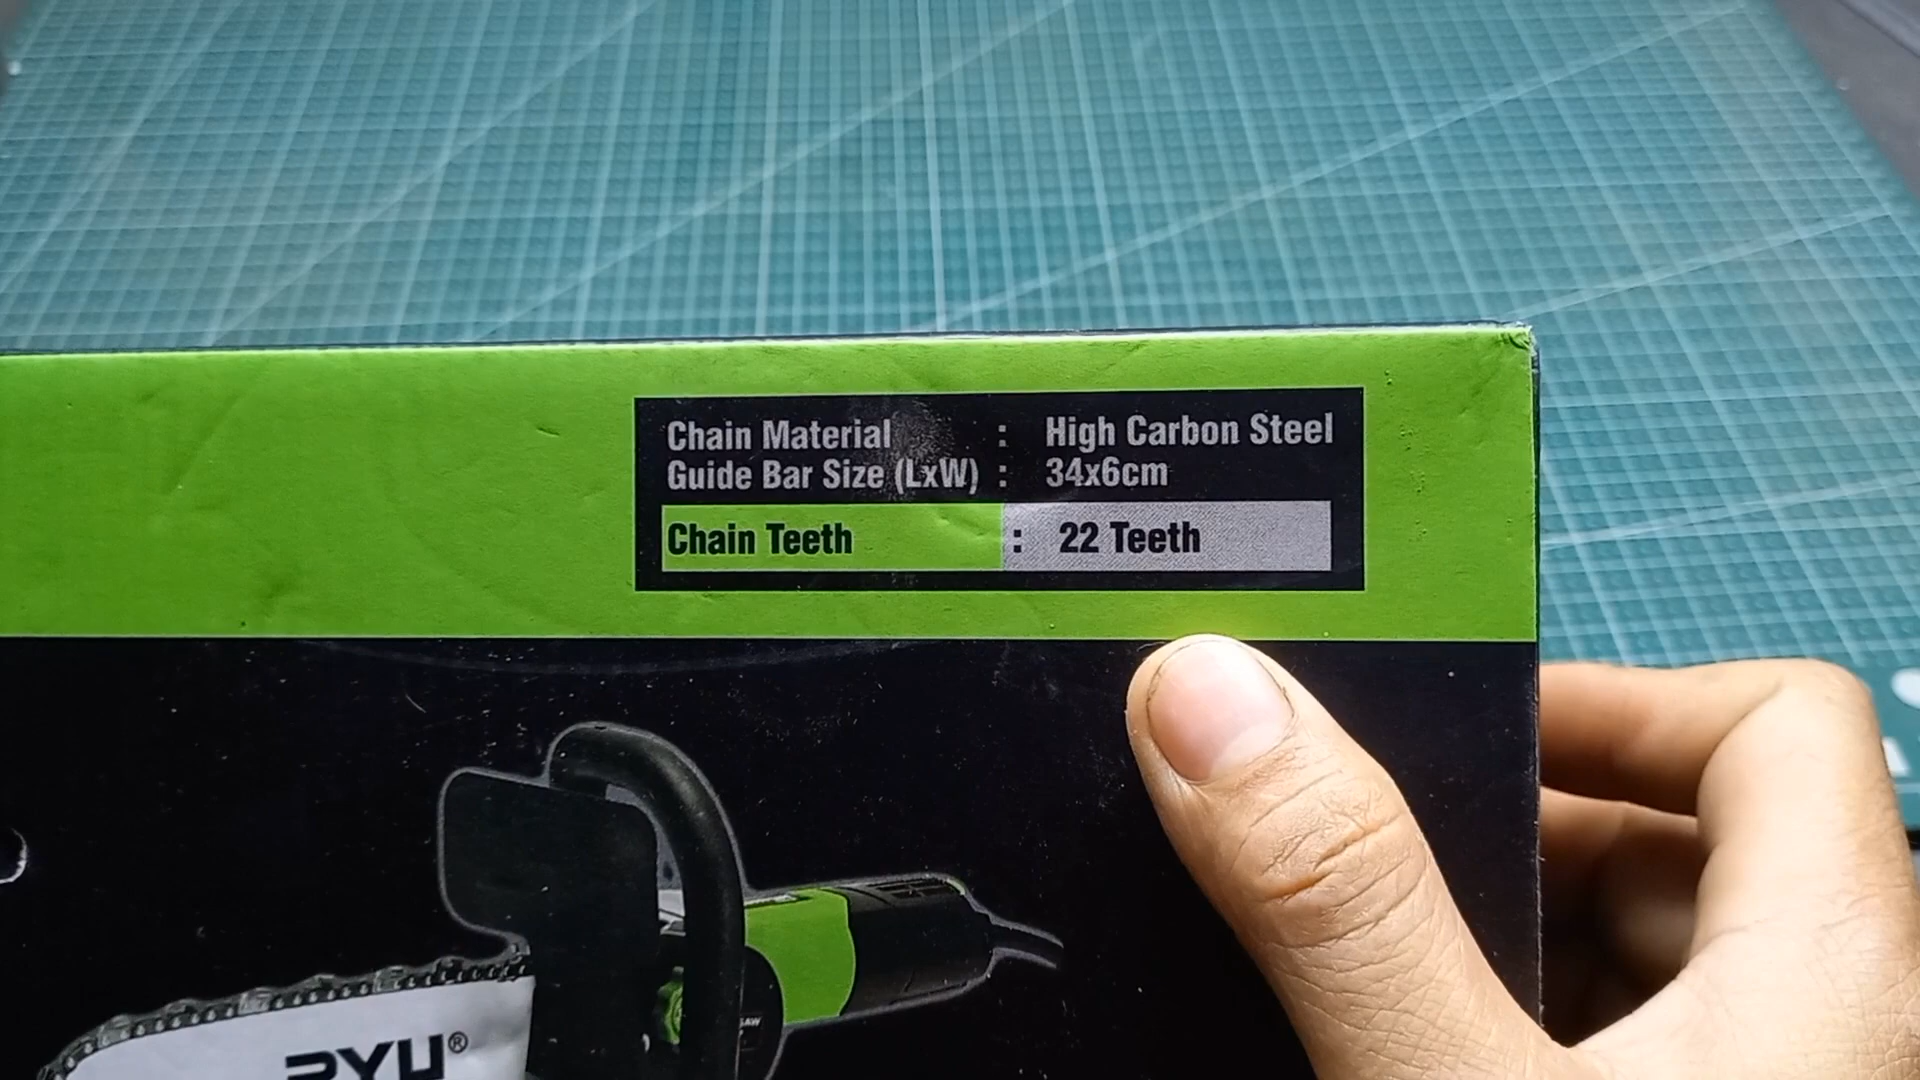 Chain Material : High Carbon Steel
Guide Bar Size (LxW) : 34x6cm
Chain Teeth : 22 Teeth
RYU®